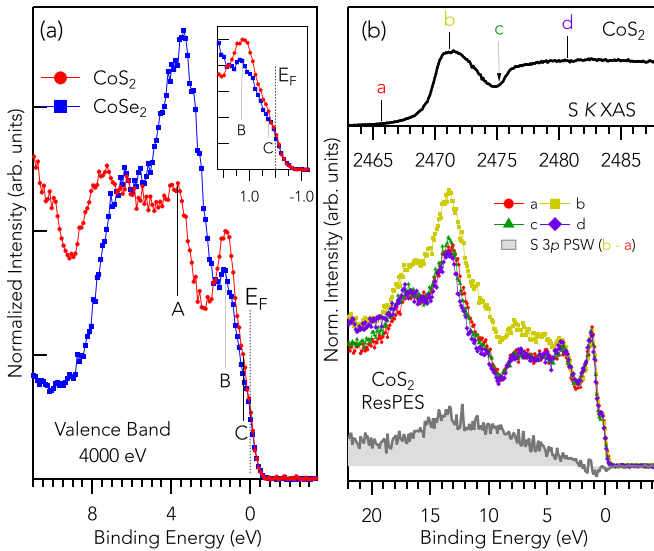 (a)
CoS2
CoSe2
EF
B
C
1.0
-1.0
A
B
C
EF
Valence Band
4000 eV
Normalized Intensity (arb. units)
8
4
0
Binding Energy (eV)
(b)
a
b
c
d
CoS2
S K XAS
2465
2470
2475
2480
2485
a
b
c
d
S 3p PSW (b - a)
CoS2
ResPES
Norm. Intensity (arb. units)
20
15
10
5
0
Binding Energy (eV)